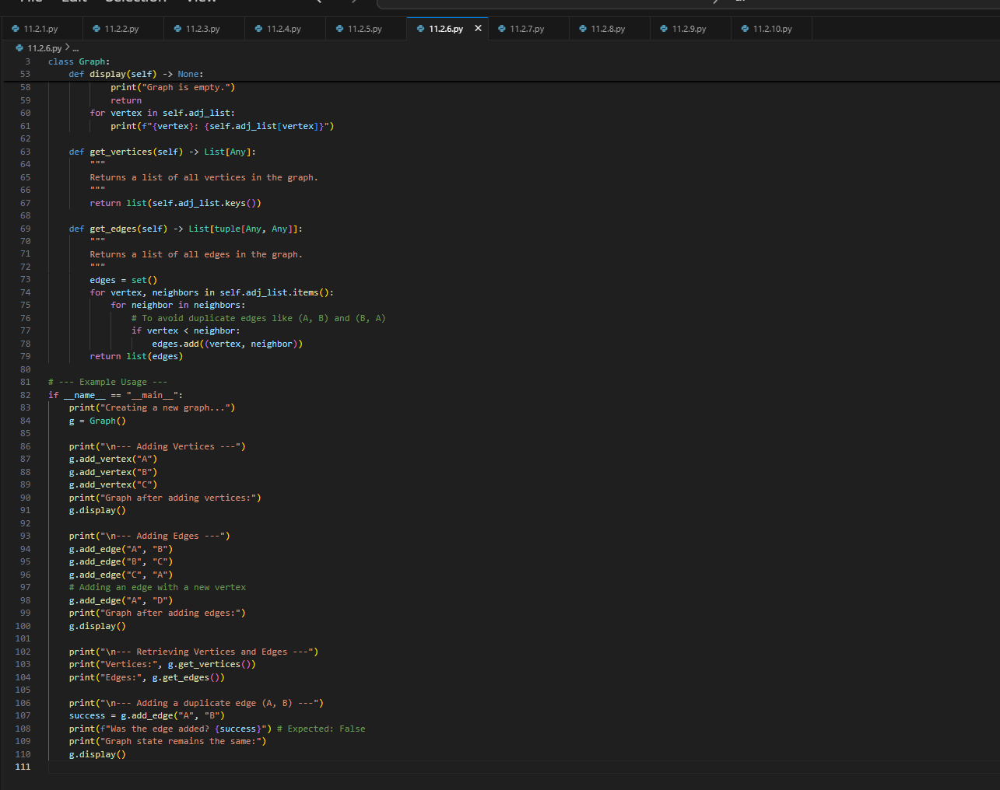 File Edit Selection View
11.2.1.py 11.2.2.py 11.2.3.py 11.2.4.py 11.2.5.py 11.2.6.py 11.2.7.py 11.2.8.py 11.2.9.py 11.2.10.py
11.2.6.py > ...
3 class Graph:
53     def display(self) -> None:
58             print("Graph is empty.")
59             return
60         for vertex in self.adj_list:
61             print(f"{vertex}: {self.adj_list[vertex]}")
62
63     def get_vertices(self) -> List[Any]:
64         """
65         Returns a list of all vertices in the graph.
66         """
67         return list(self.adj_list.keys())
68
69     def get_edges(self) -> List[tuple[Any, Any]]:
70         """
71         Returns a list of all edges in the graph.
72         """
73         edges = set()
74         for vertex, neighbors in self.adj_list.items():
75             for neighbor in neighbors:
76                 # To avoid duplicate edges like (A, B) and (B, A)
77                 if vertex < neighbor:
78                     edges.add((vertex, neighbor))
79         return list(edges)
80
81 # --- Example Usage ---
82 if __name__ == "__main__":
83     print("Creating a new graph...")
84     g = Graph()
85
86     print("\n--- Adding Vertices ---")
87     g.add_vertex("A")
88     g.add_vertex("B")
89     g.add_vertex("C")
90     print("Graph after adding vertices:")
91     g.display()
92
93     print("\n--- Adding Edges ---")
94     g.add_edge("A", "B")
95     g.add_edge("B", "C")
96     g.add_edge("C", "A")
97     # Adding an edge with a new vertex
98     g.add_edge("A", "D")
99     print("Graph after adding edges:")
100     g.display()
101
102     print("\n--- Retrieving Vertices and Edges ---")
103     print("Vertices:", g.get_vertices())
104     print("Edges:", g.get_edges())
105
106     print("\n--- Adding a duplicate edge (A, B) ---")
107     success = g.add_edge("A", "B")
108     print(f"Was the edge added? {success}") # Expected: False
109     print("Graph state remains the same:")
110     g.display()
111